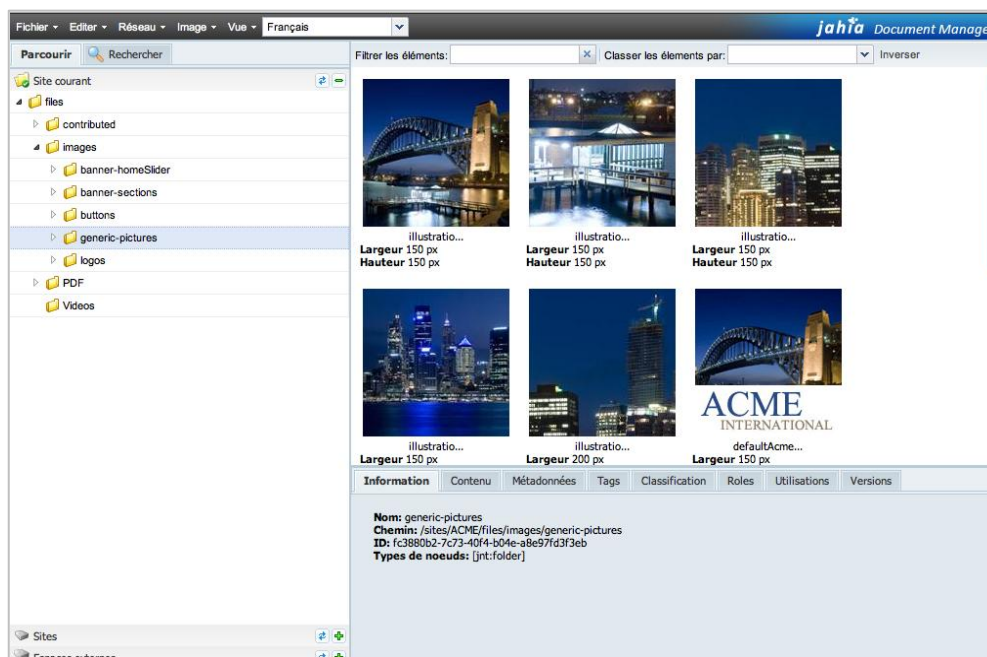 Fichier Editer Réseau Image Vue Français
jahia Document Manage
Parcourir Rechercher
Filtrer les éléments: Classer les élements par: Inverser
Site courant
files
contributed
images
banner-homeSlider
banner-sections
buttons
generic-pictures
logos
PDF
Videos
illustratio... illustratio... illustratio...
Largeur 150 px Largeur 150 px Largeur 150 px
Hauteur 150 px Hauteur 150 px Hauteur 150 px
ACME
INTERNATIONAL
illustratio... illustratio... defaultAcme...
Largeur 150 px Largeur 200 px Largeur 150 px
Information Contenu Métadonnées Tags Classification Roles Utilisations Versions
Nom: generic-pictures
Chemin: /sites/ACME/files/images/generic-pictures
ID: fc3880b2-7c73-40f4-b04e-a8e97fd3f3eb
Types de noeuds: [jnt:folder]
Sites
Espaces externes